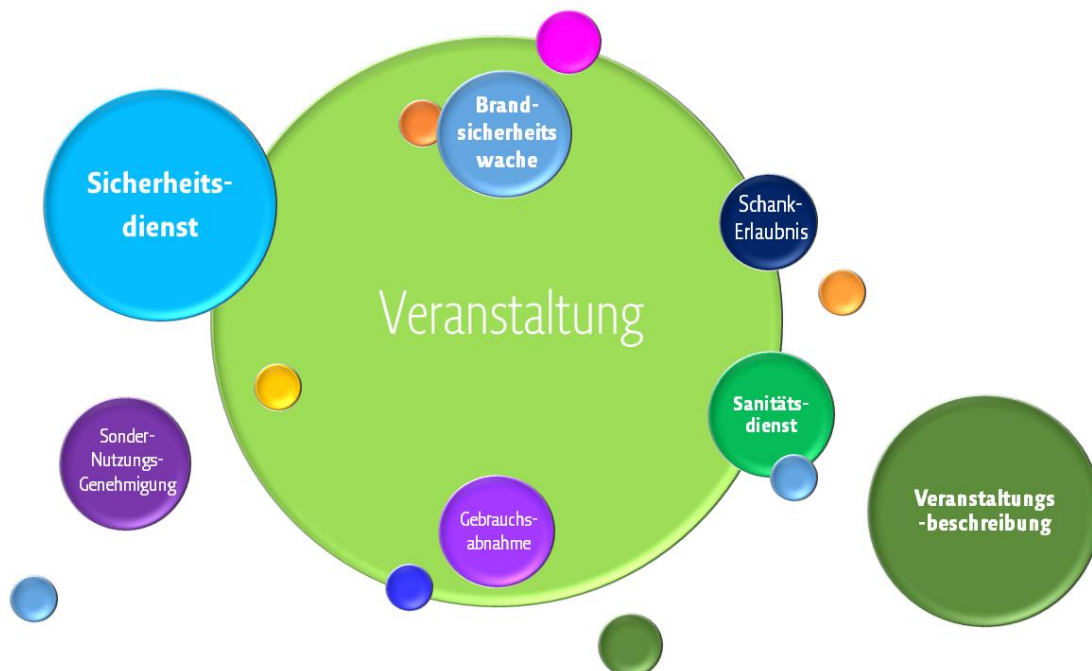 Brand-
sicherheits
wache
Sicherheits-
dienst
Schank-
Erlaubnis
Veranstaltung
Sanitäts-
dienst
Sonder-
Nutzungs-
Genehmigung
Gebrauchs-
abnahme
Veranstaltungs
-beschreibung